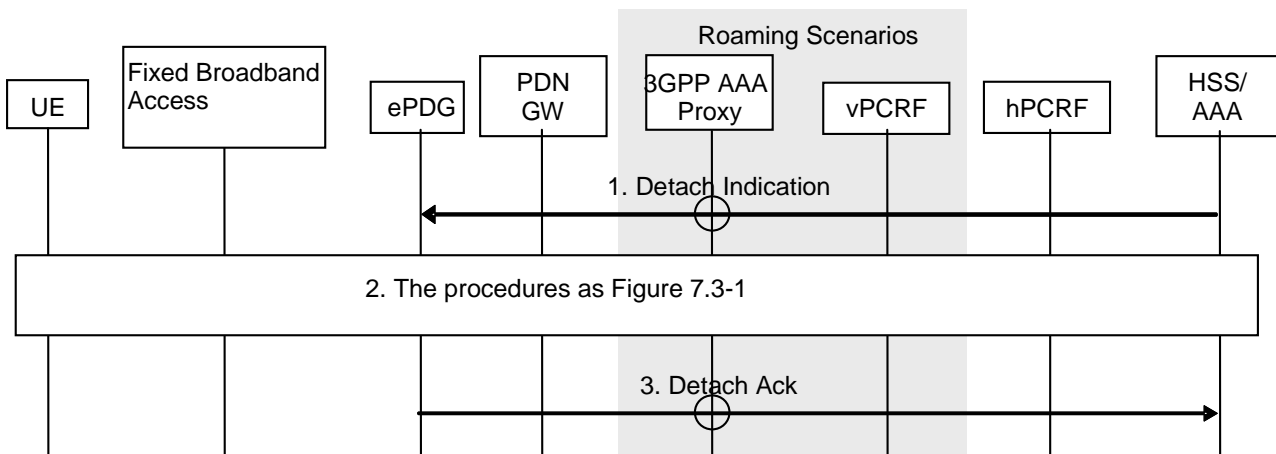 Roaming Scenarios
UE
Fixed Broadband
Access
ePDG
PDN
GW
3GPP AAA
Proxy
vPCRF
hPCRF
HSS/
AAA
1. Detach Indication
2. The procedures as Figure 7.3-1
3. Detach Ack